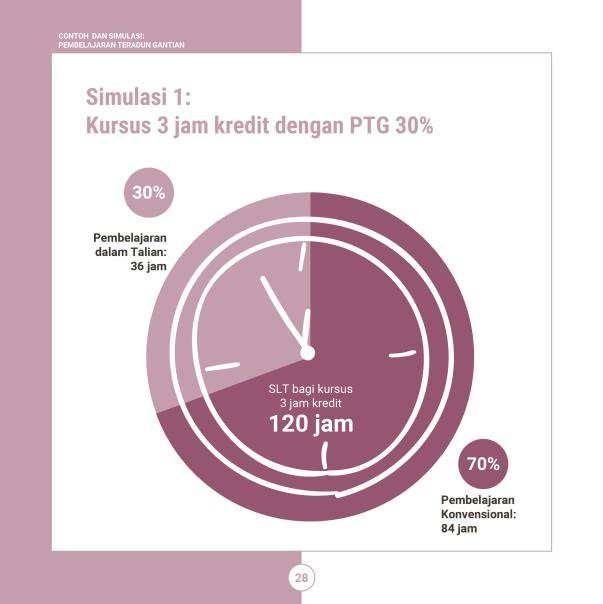 CONTOH DAN SIMULASI:
PEMBELAJARAN TERADUN GANTIAN
Simulasi 1:
Kursus 3 jam kredit dengan PTG 30%
30%
Pembelajaran
dalam Talian:
36 jam
SLT bagi kursus
3 jam kredit
120 jam
70%
Pembelajaran
Konvensional:
84 jam
28